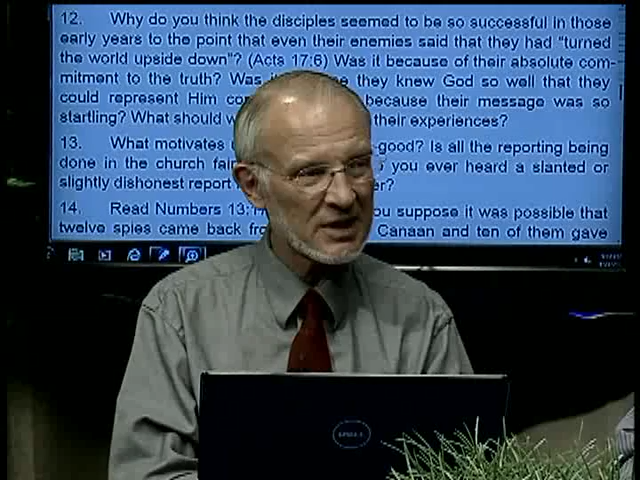 12. Why do you think the disciples seemed to be so successful in those
early years to the point that even their enemies said that they had "turned
the world upside down"? (Acts 17:6) Was it because of their absolute com-
mitment to the truth? Was they knew God so well that they
could represent Him because their message was so
startling? What should their experiences?
13. What motivates good? Is all the reporting being
done in the church you ever heard a slanted or
slightly dishonest report
14. Read Numbers suppose it was possible that
twelve spies came back Canaan and ten of them gave
DELL